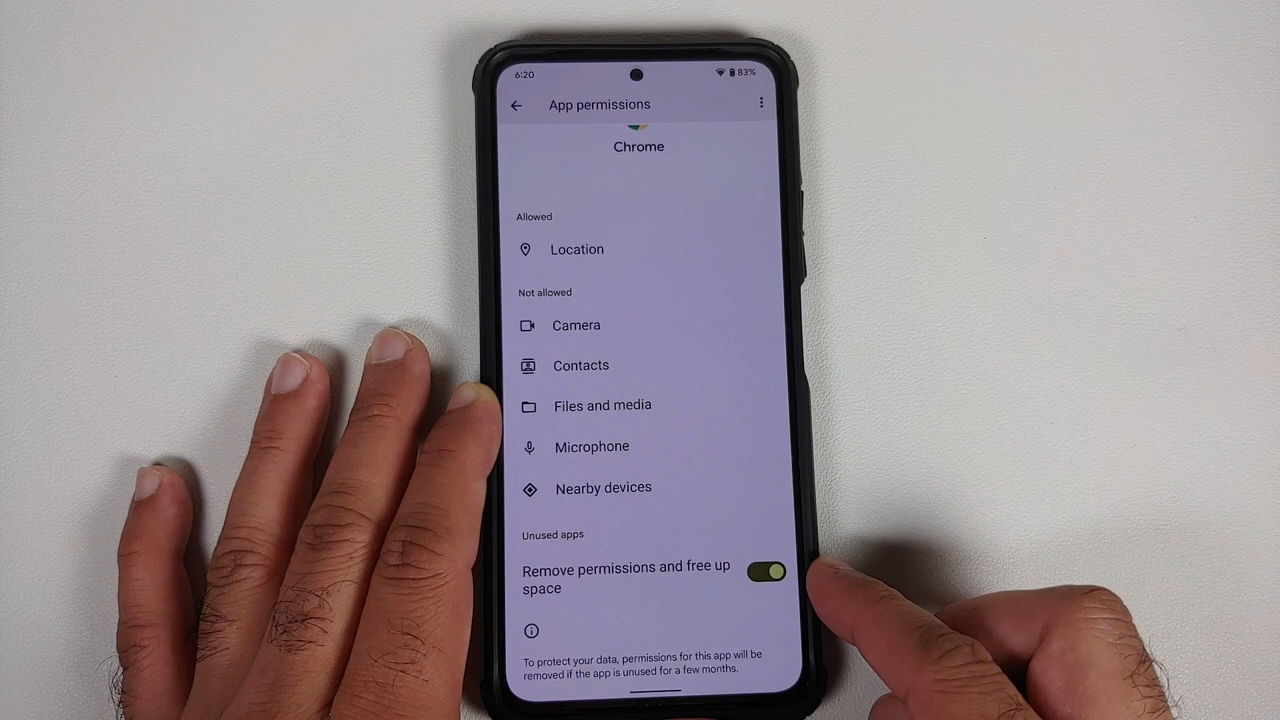 6:20
83%
App permissions
Chrome
Allowed
Location
Not allowed
Camera
Contacts
Files and media
Microphone
Nearby devices
Unused apps
Remove permissions and free up
space
To protect your data, permissions for this app will be
removed if the app is unused for a few months.